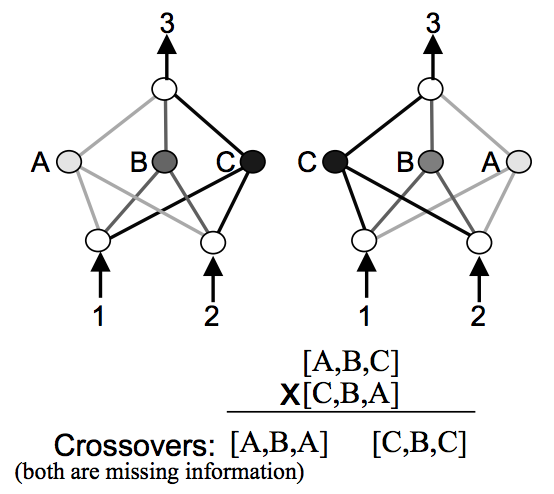 3 3
A B C C B A
1 2 1 2
[A,B,C]
X[C,B,A]
Crossovers: [A,B,A] [C,B,C]
(both are missing information)